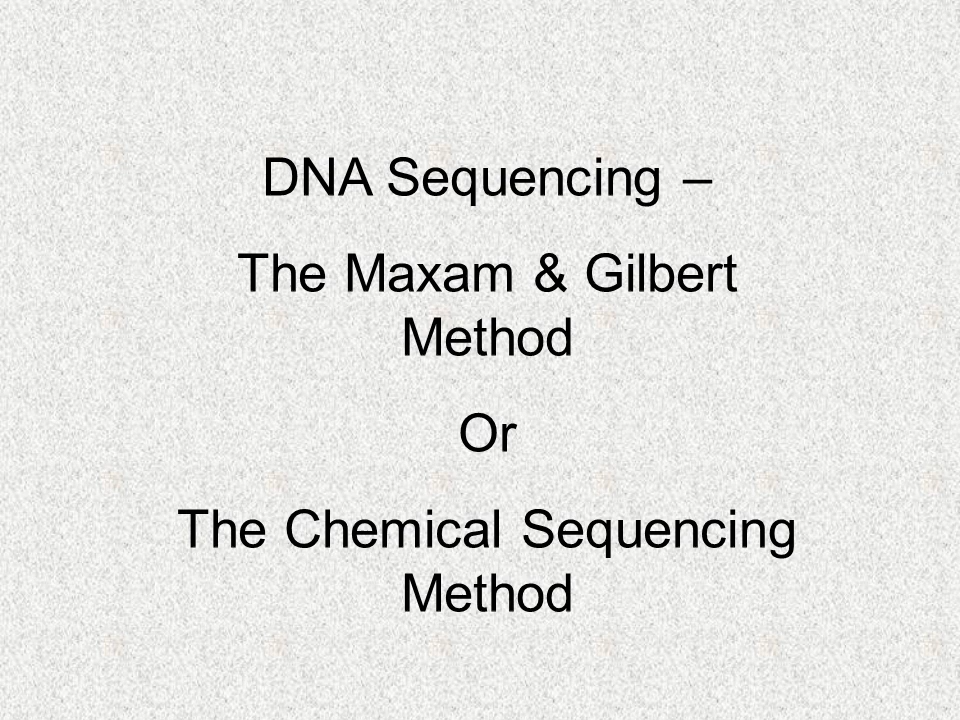 DNA Sequencing –
The Maxam & Gilbert
Method
Or
The Chemical Sequencing
Method